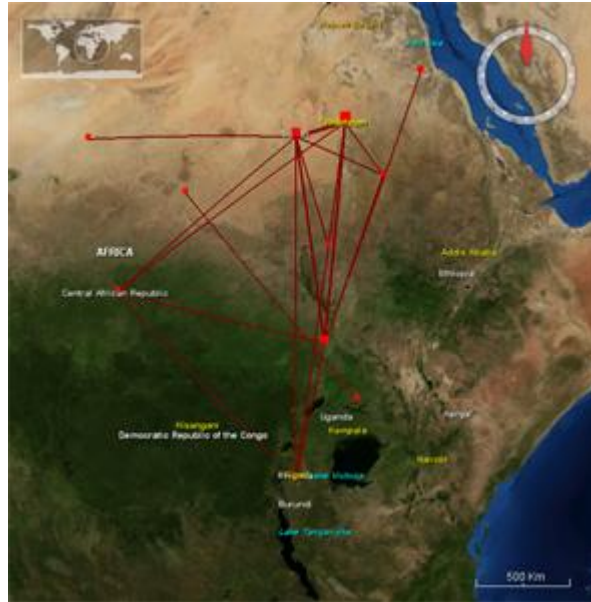 AFRICA
Addis Ababa
Ethiopia
Central African Republic
Uganda
Kenya
Kisangani
Democratic Republic of the Congo
Kampala
Nairobi
Burundi
Lake Tanganyika
500 Km